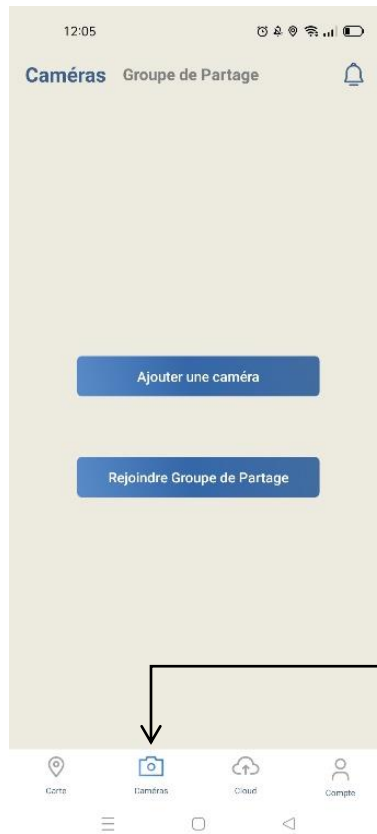 12:05
Caméras Groupe de Partage
Ajouter une caméra
Rejoindre Groupe de Partage
Carte Caméras Cloud Compte